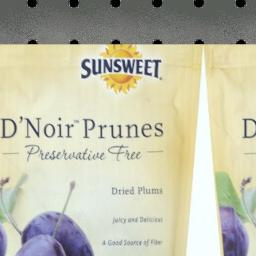 SUNSWEET
D'Noir™ Prunes
Preservative Free
Dried Plums
Juicy and Delicious
A Good Source of Fiber
D